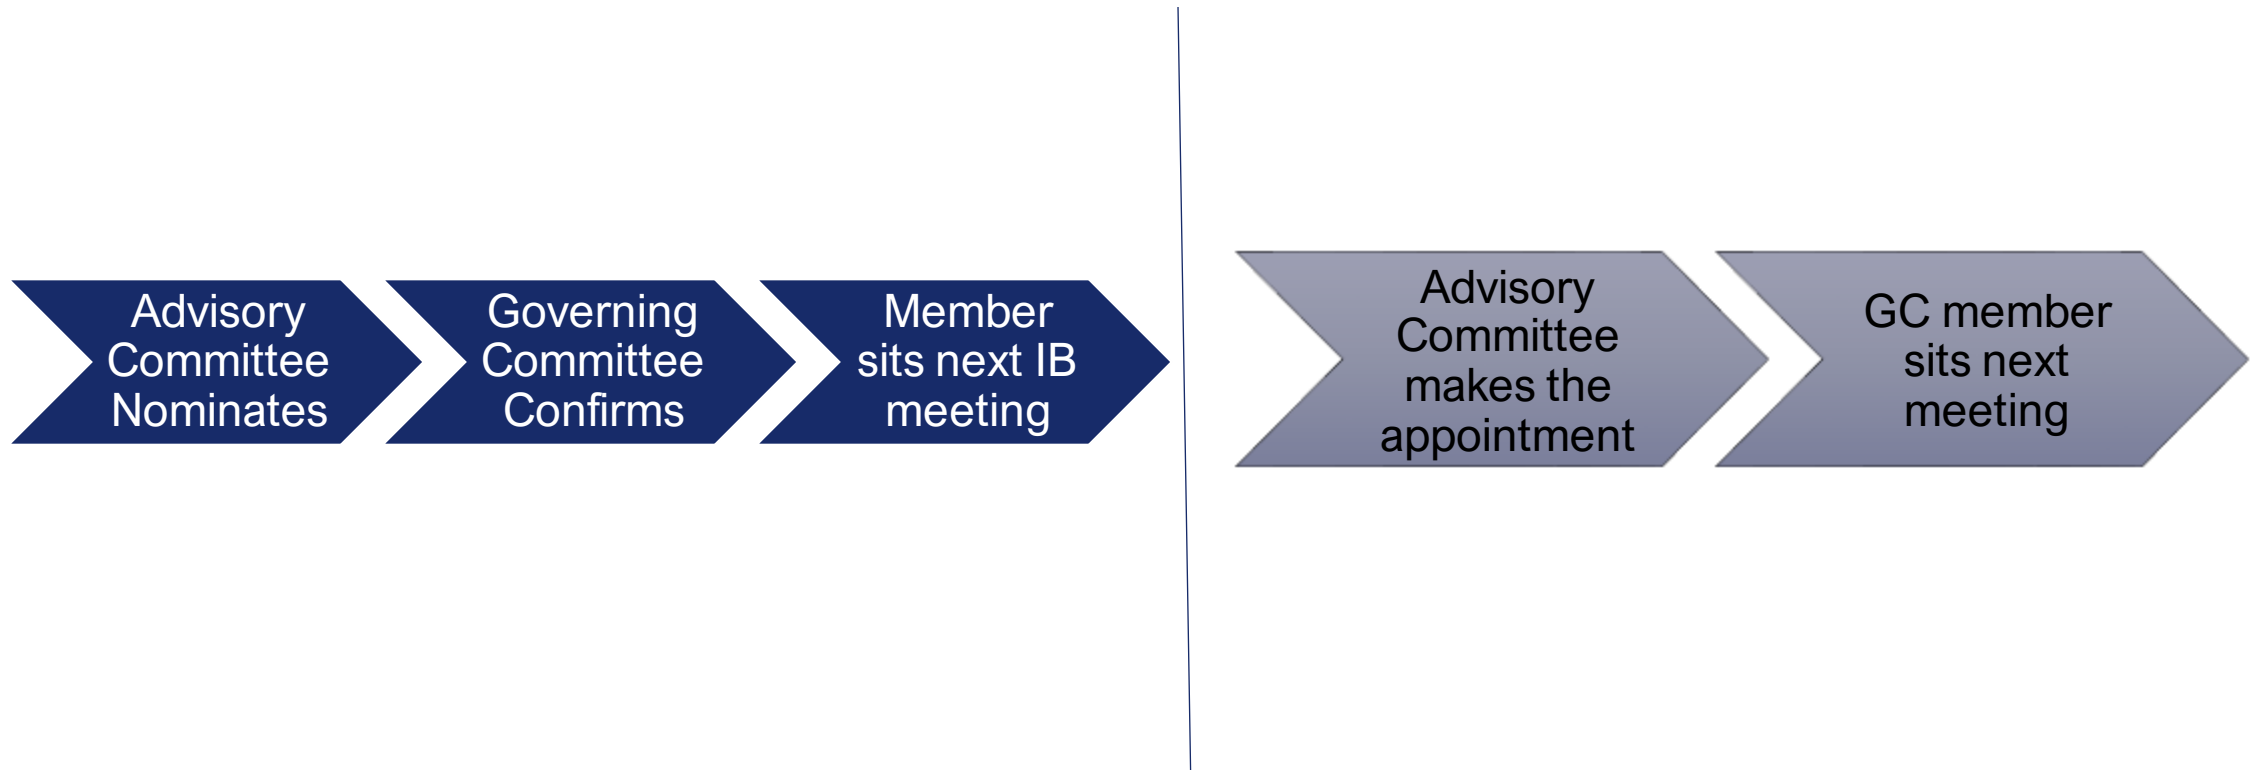 Advisory
Committee
Nominates
Governing
Committee
Confirms
Member
sits next IB
meeting
Advisory
Committee
makes the
appointment
GC member
sits next
meeting